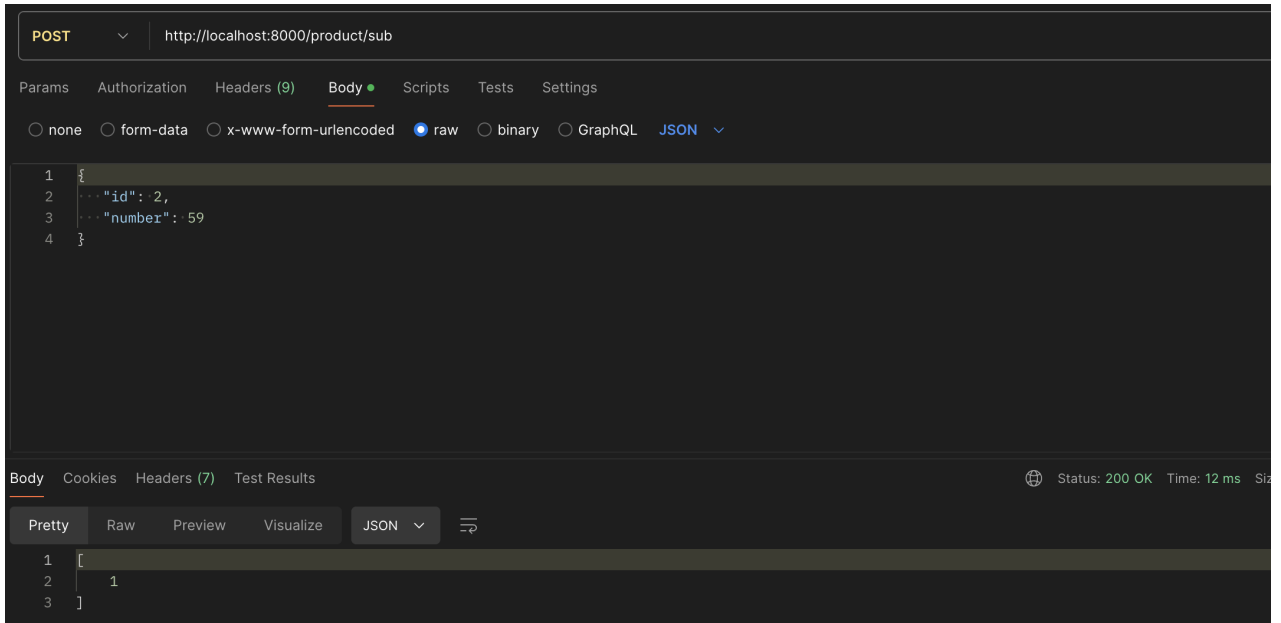 POST http://localhost:8000/product/sub
Params Authorization Headers (9) Body Scripts Tests Settings
none form-data x-www-form-urlencoded raw binary GraphQL JSON
1 {
2 ····"id":·2,
3 ····"number":·59
4 }
Body Cookies Headers (7) Test Results Status: 200 OK Time: 12 ms Siz
Pretty Raw Preview Visualize JSON
1 [
2 1
3 ]